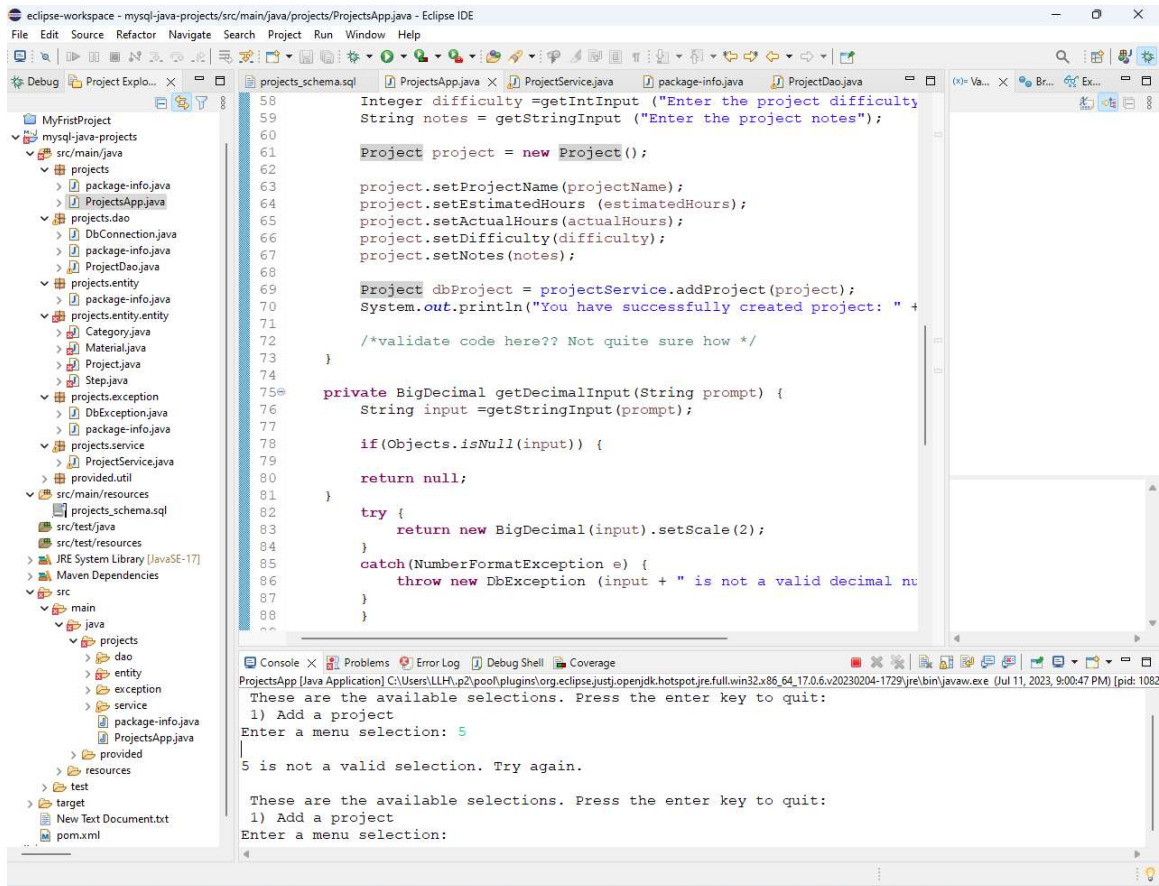 eclipse-workspace - mysql-java-projects/src/main/java/projects/ProjectsApp.java - Eclipse IDE
File Edit Source Refactor Navigate Search Project Run Window Help
Debug Project Explo...
MyFristProject
mysql-java-projects
src/main/java
projects
package-info.java
ProjectsApp.java
projects.dao
DbConnection.java
package-info.java
ProjectDao.java
projects.entity
package-info.java
projects.entity.entity
Category.java
Material.java
Project.java
Step.java
projects.exception
DbException.java
package-info.java
projects.service
ProjectService.java
provided.util
src/main/resources
projects_schema.sql
src/test/java
src/test/resources
JRE System Library [JavaSE-17]
Maven Dependencies
src
main
java
projects
dao
entity
exception
service
package-info.java
ProjectsApp.java
provided
resources
test
target
New Text Document.txt
pom.xml
projects_schema.sql ProjectsApp.java ProjectService.java package-info.java ProjectDao.java
58 Integer difficulty =getIntInput ("Enter the project difficulty
59 String notes = getStringInput ("Enter the project notes");
60
61 Project project = new Project();
62
63 project.setProjectName(projectName);
64 project.setEstimatedHours (estimatedHours);
65 project.setActualHours(actualHours);
66 project.setDifficulty(difficulty);
67 project.setNotes(notes);
68
69 Project dbProject = projectService.addProject(project);
70 System.out.println("You have successfully created project: " +
71
72 /*validate code here?? Not quite sure how */
73 }
74
75 private BigDecimal getDecimalInput(String prompt) {
76 String input =getStringInput(prompt);
77
78 if(Objects.isNull(input)) {
79
80 return null;
81 }
82 try {
83 return new BigDecimal(input).setScale(2);
84 }
85 catch(NumberFormatException e) {
86 throw new DbException (input + " is not a valid decimal nu
87 }
88 }
(x)= Va... Br... Ex...
Console Problems Error Log Debug Shell Coverage
ProjectsApp [Java Application] C:\Users\LLH\.p2\pool\plugins\org.eclipse.justj.openjdk.hotspot.jre.full.win32.x86_64_17.0.6.v20230204-1729\jre\bin\javaw.exe (Jul 11, 2023, 9:00:47 PM) [pid: 1082
These are the available selections. Press the enter key to quit:
1) Add a project
Enter a menu selection: 5
5 is not a valid selection. Try again.
These are the available selections. Press the enter key to quit:
1) Add a project
Enter a menu selection: